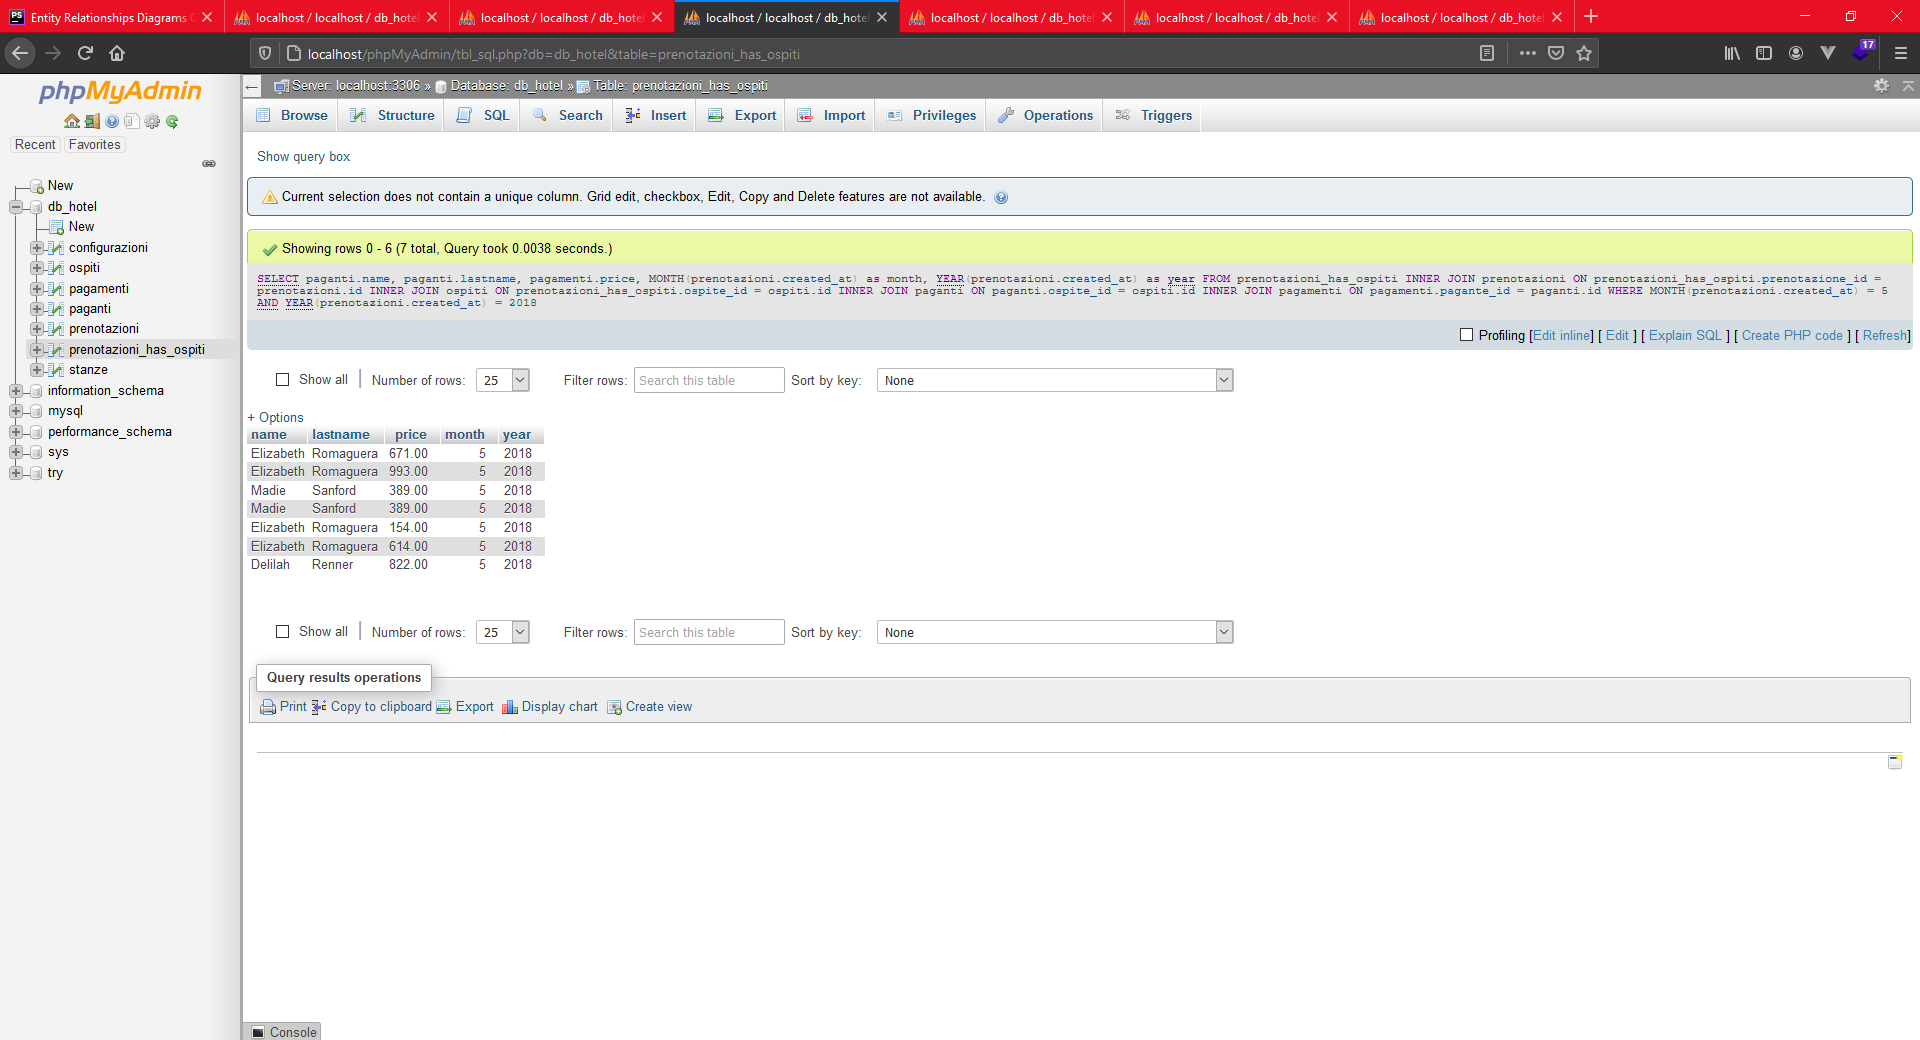 Entity Relationships Diagrams
localhost / localhost / db_hotel
localhost / localhost / db_hotel
localhost / localhost / db_hotel
localhost / localhost / db_hotel
localhost / localhost / db_hotel
localhost / localhost / db_hotel
localhost/phpMyAdmin/tbl_sql.php?db=db_hotel&table=prenotazioni_has_ospiti
17
phpMyAdmin
Recent Favorites
New
db_hotel
New
configurazioni
ospiti
pagamenti
paganti
prenotazioni
prenotazioni_has_ospiti
stanze
information_schema
mysql
performance_schema
sys
try
Server: localhost:3306 » Database: db_hotel » Table: prenotazioni_has_ospiti
Browse Structure SQL Search Insert Export Import Privileges Operations Triggers
Show query box
Current selection does not contain a unique column. Grid edit, checkbox, Edit, Copy and Delete features are not available.
Showing rows 0 - 6 (7 total, Query took 0.0038 seconds.)
SELECT paganti.name, paganti.lastname, pagamenti.price, MONTH(prenotazioni.created_at) as month, YEAR(prenotazioni.created_at) as year FROM prenotazioni_has_ospiti INNER JOIN prenotazioni ON prenotazioni_has_ospiti.prenotazione_id =
prenotazioni.id INNER JOIN ospiti ON prenotazioni_has_ospiti.ospite_id = ospiti.id INNER JOIN paganti ON paganti.ospite_id = ospiti.id INNER JOIN pagamenti ON pagamenti.pagante_id = paganti.id WHERE MONTH(prenotazioni.created_at) = 5
AND YEAR(prenotazioni.created_at) = 2018
Profiling [Edit inline] [ Edit ] [ Explain SQL ] [ Create PHP code ] [ Refresh]
Show all Number of rows: 25 Filter rows: Search this table Sort by key: None
+ Options
name lastname price month year
Elizabeth Romaguera 671.00 5 2018
Elizabeth Romaguera 993.00 5 2018
Madie Sanford 389.00 5 2018
Madie Sanford 389.00 5 2018
Elizabeth Romaguera 154.00 5 2018
Elizabeth Romaguera 614.00 5 2018
Delilah Renner 822.00 5 2018
Show all Number of rows: 25 Filter rows: Search this table Sort by key: None
Query results operations
Print Copy to clipboard Export Display chart Create view
Console